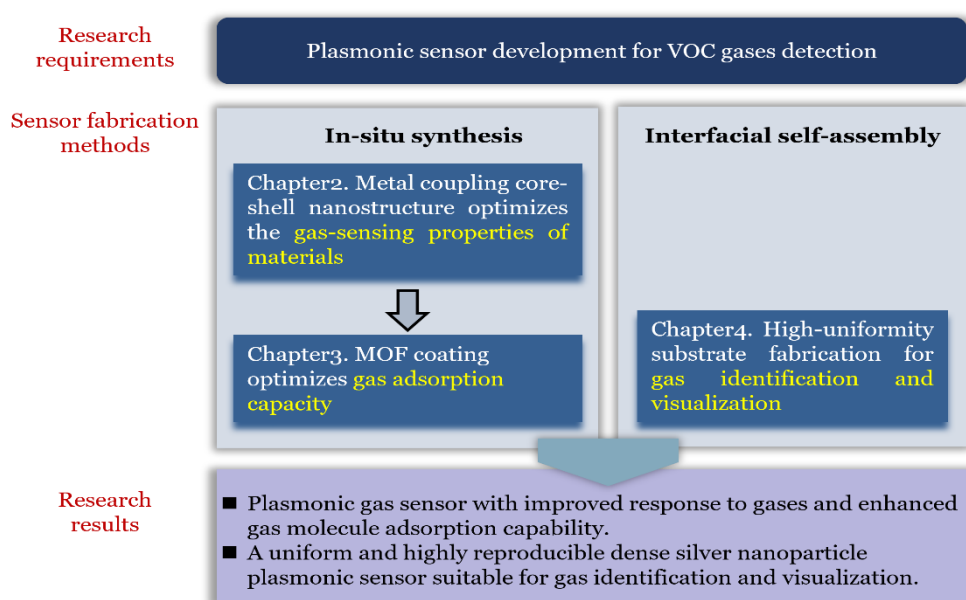 Research
requirements
Plasmonic sensor development for VOC gases detection
Sensor fabrication
methods
In-situ synthesis
Chapter2. Metal coupling core-
shell nanostructure optimizes
the gas-sensing properties of
materials
Chapter3. MOF coating
optimizes gas adsorption
capacity
Interfacial self-assembly
Chapter4. High-uniformity
substrate fabrication for
gas identification and
visualization
Research
results
■ Plasmonic gas sensor with improved response to gases and enhanced
gas molecule adsorption capability.
■ A uniform and highly reproducible dense silver nanoparticle
plasmonic sensor suitable for gas identification and visualization.